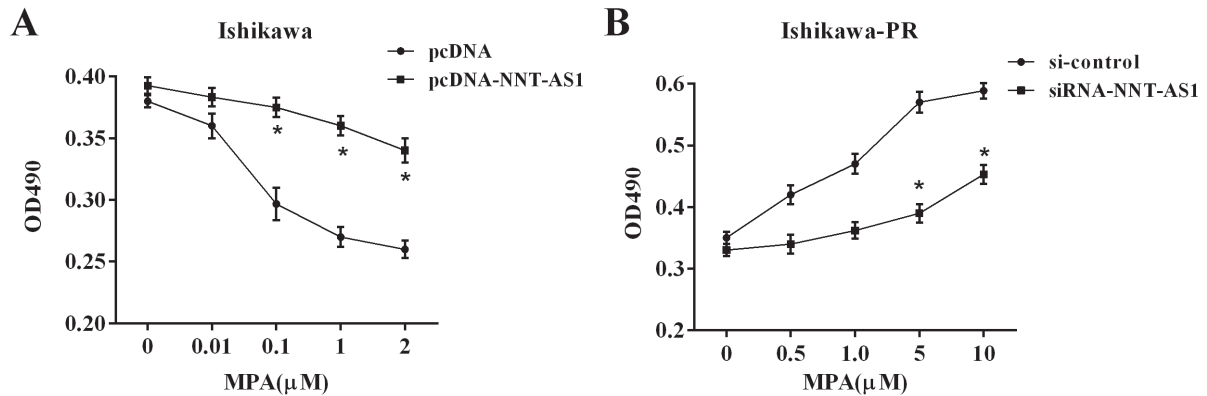 A
Ishikawa
pcDNA
pcDNA-NNT-AS1
0.40
0.35
0.30
0.25
0.20
OD490
*
*
*
0 0.01 0.1 1 2
MPA(μM)
B
Ishikawa-PR
si-control
siRNA-NNT-AS1
0.6
0.5
0.4
0.3
0.2
OD490
*
*
0 0.5 1.0 5 10
MPA(μM)